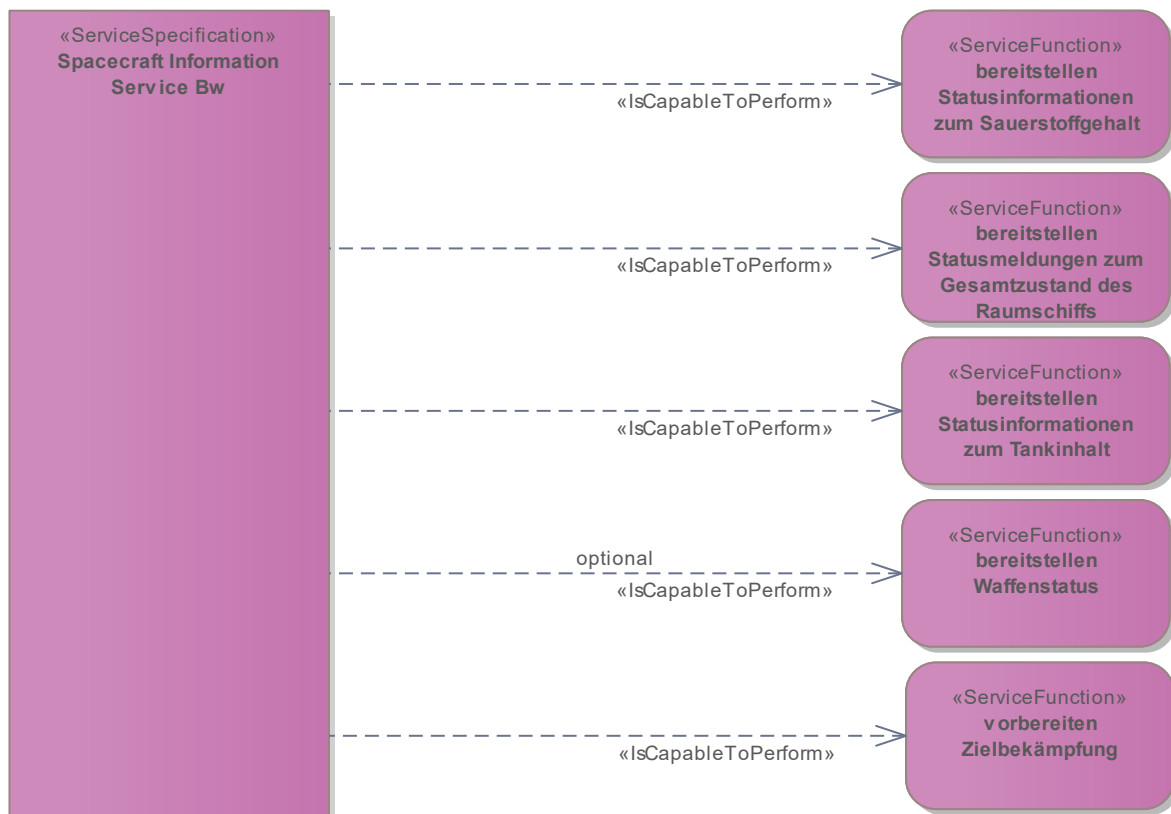 «ServiceSpecification»
Spacecraft Information
Service Bw
«IsCapableToPerform»
«ServiceFunction»
bereitstellen
Statusinformationen
zum Sauerstoffgehalt
«IsCapableToPerform»
«ServiceFunction»
bereitstellen
Statusmeldungen zum
Gesamtzustand des
Raumschiffs
«IsCapableToPerform»
«ServiceFunction»
bereitstellen
Statusinformationen
zum Tankinhalt
optional
«IsCapableToPerform»
«ServiceFunction»
bereitstellen
Waffenstatus
«IsCapableToPerform»
«ServiceFunction»
vorbereiten
Zielbekämpfung